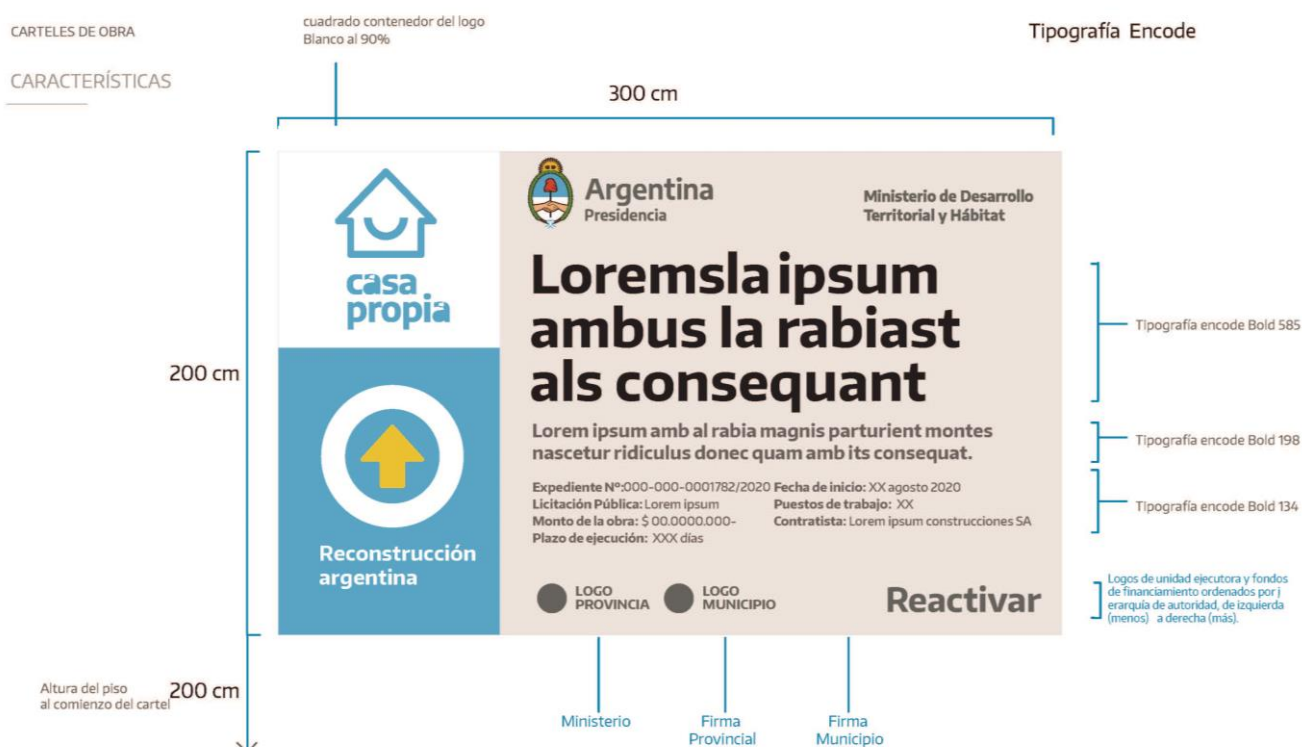 CARTELES DE OBRA
CARACTERÍSTICAS
cuadrado contenedor del logo
Blanco al 90%
Tipografía Encode
300 cm
200 cm
casa
propia
Reconstrucción
argentina
Argentina
Presidencia
Ministerio de Desarrollo
Territorial y Hábitat
Loremsla ipsum
ambus la rabiast
als consequant
Lorem ipsum amb al rabia magnis parturient montes
nascetur ridiculus donec quam amb its consequat.
Expediente N°:000-000-0001782/2020 Fecha de inicio: XX agosto 2020
Licitación Pública: Lorem ipsum Puestos de trabajo: XX
Monto de la obra: $ 00.0000.000- Contratista: Lorem ipsum construcciones SA
Plazo de ejecución: XXX días
LOGO
PROVINCIA
LOGO
MUNICIPIO
Reactivar
Tipografía encode Bold 585
Tipografía encode Bold 198
Tipografía encode Bold 134
Logos de unidad ejecutora y fondos
de financiamiento ordenados por j
erarquía de autoridad, de izquierda
(menos) a derecha (más).
Altura del piso
al comienzo del cartel
200 cm
Ministerio
Firma
Provincial
Firma
Municipio